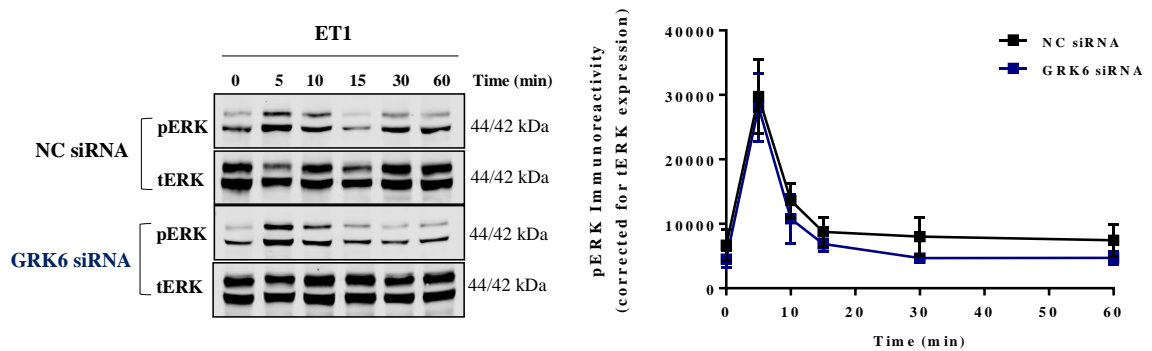 ET1
0 5 10 15 30 60 Time (min)
NC siRNA
pERK 44/42 kDa
tERK 44/42 kDa
GRK6 siRNA
pERK 44/42 kDa
tERK 44/42 kDa
pERK Immunoreactivity
(corrected for tERK expression)
40000
30000
20000
10000
0
0 10 20 30 40 50 60
Time (min)
NC siRNA
GRK6 siRNA